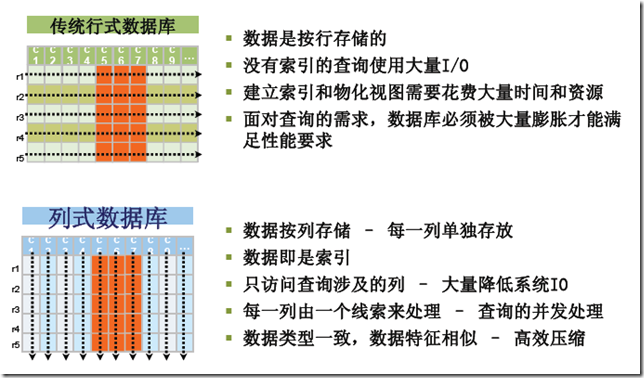 传统行式数据库
c1 c2 c3 c4 c5 c6 c7 c8 c9 ...
r1
r2
r3
r4
r5
数据是按行存储的
没有索引的查询使用大量I/O
建立索引和物化视图需要花费大量时间和资源
面对查询的需求,数据库必须被大量膨胀才能满
足性能要求
列式数据库
r1
r2
r3
r4
r5
数据按列存储 – 每一列单独存放
数据即是索引
只访问查询涉及的列 – 大量降低系统IO
每一列由一个线索来处理 – 查询的并发处理
数据类型一致,数据特征相似 – 高效压缩